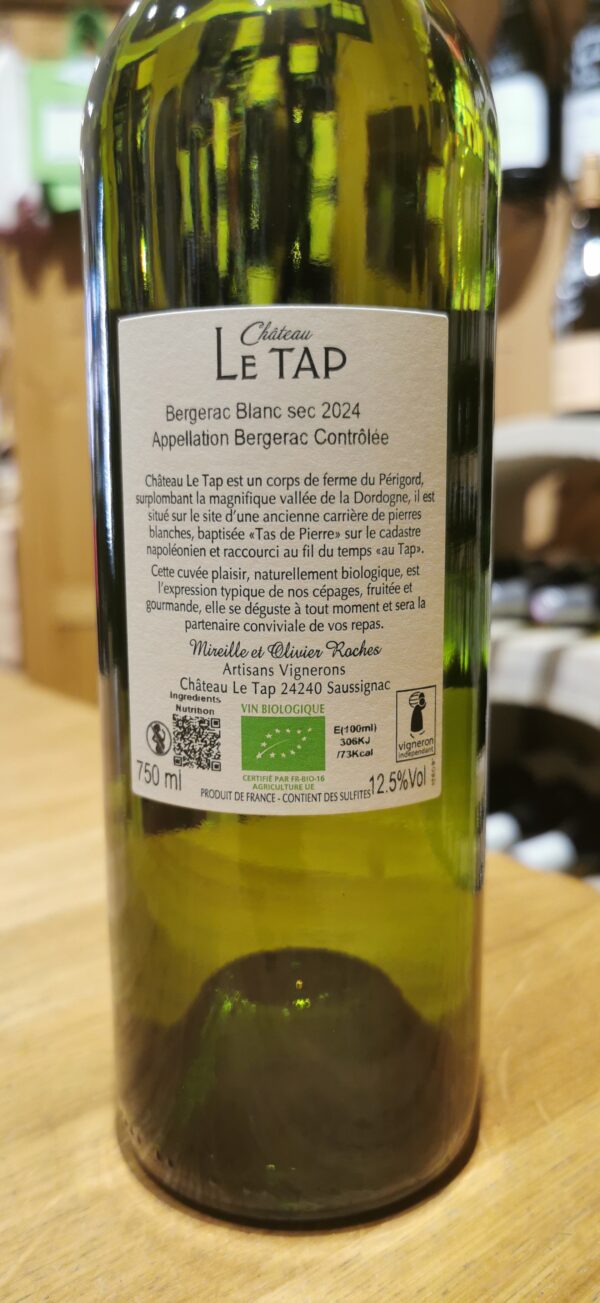 Château
LE TAP
Bergerac Blanc sec 2024
Appellation Bergerac Contrôlée
Château Le Tap est un corps de ferme du Périgord,
surplombant la magnifique vallée de la Dordogne, il est
situé sur le site d'une ancienne carrière de pierres
blanches, baptisée «Tas de Pierre» sur le cadastre
napoléonien et raccourci au fil du temps «au Tap».
Cette cuvée plaisir, naturellement biologique, est
l'expression typique de nos cépages, fruitée et
gourmande, elle se déguste à tout moment et sera la
partenaire conviviale de vos repas.
Mireille et Olivier Roches
Artisans Vignerons
Château Le Tap 24240 Saussignac
Ingredients
Nutrition
VIN BIOLOGIQUE
E(100ml)
306KJ
/73Kcal
vigneron
indépendant
CERTIFIÉ PAR FR-BIO-16
AGRICULTURE UE
750 ml
12.5%Vol
PRODUIT DE FRANCE - CONTIENT DES SULFITES